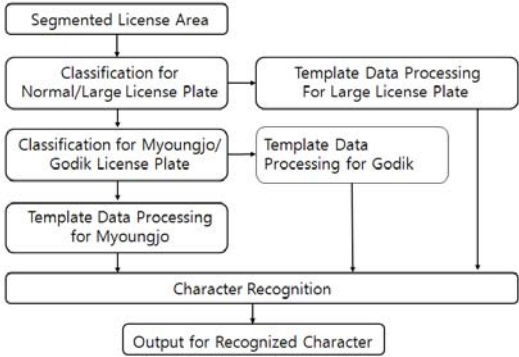 Segmented License Area
Classification for
Normal/Large License Plate
Template Data Processing
For Large License Plate
Classification for Myoungjo/
Godik License Plate
Template Data
Processing for Godik
Template Data Processing
for Myoungjo
Character Recognition
Output for Recognized Character